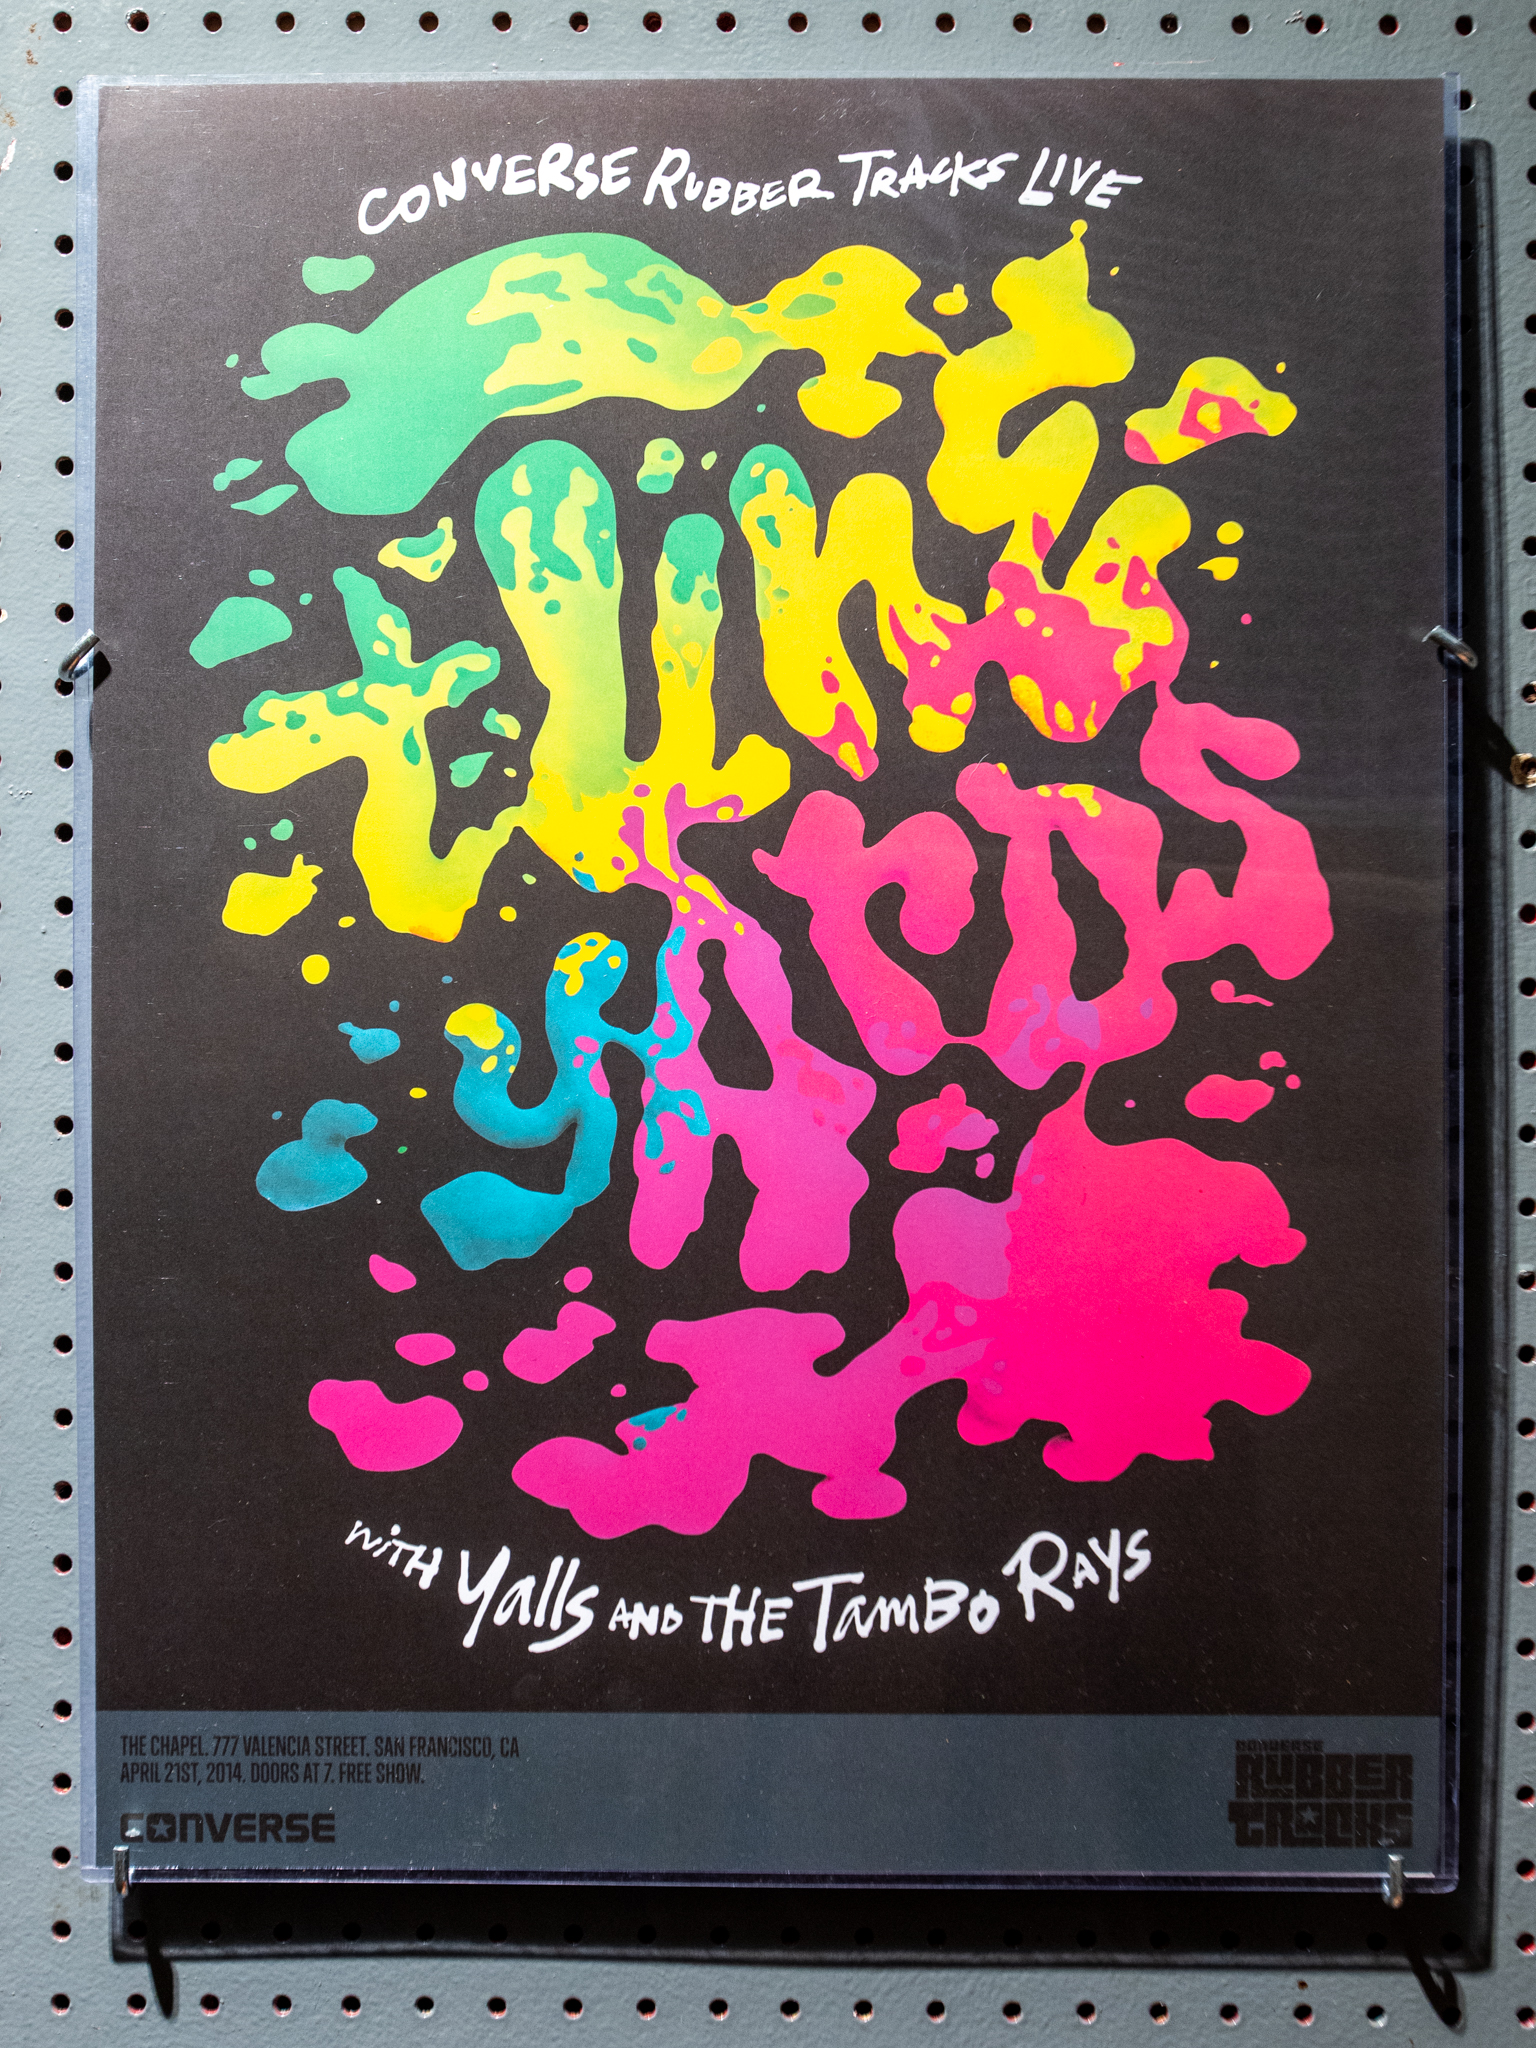 CONVERSE RUBBER TRACKS LIVE
tUnE-
yArDS
WITH Yalls AND THE TAMBO RAYS
THE CHAPEL. 777 VALENCIA STREET. SAN FRANCISCO, CA
APRIL 21ST, 2014. DOORS AT 7. FREE SHOW.
CONVERSE
CONVERSE
RUBBER
TRACKS